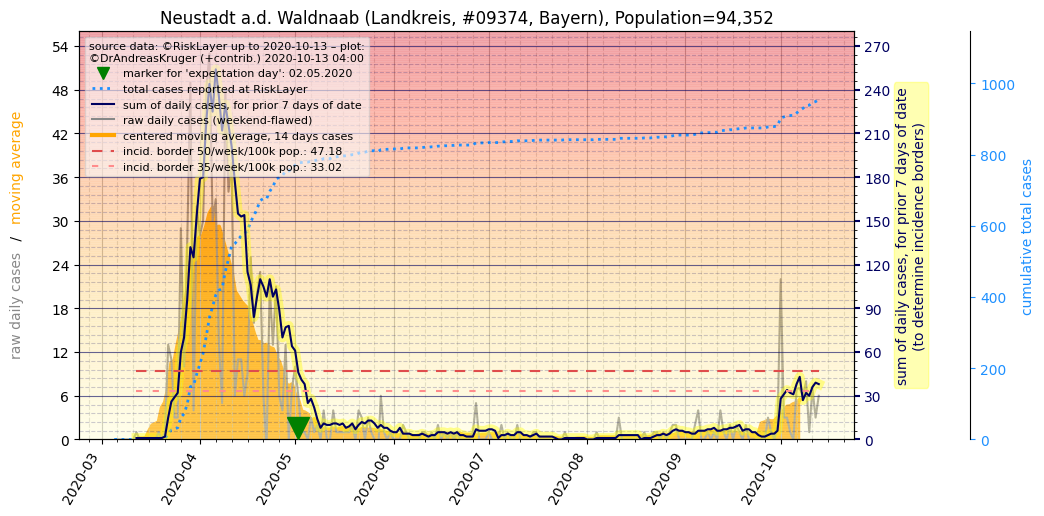 Neustadt a.d. Waldnaab (Landkreis, #09374, Bayern), Population=94,352
source data: ©RiskLayer up to 2020-10-13 – plot:
©DrAndreasKruger (+contrib.) 2020-10-13 04:00
marker for 'expectation day': 02.05.2020
total cases reported at RiskLayer
sum of daily cases, for prior 7 days of date
raw daily cases (weekend-flawed)
centered moving average, 14 days cases
incid. border 50/week/100k pop.: 47.18
incid. border 35/week/100k pop.: 33.02
raw daily cases / moving average
54
48
42
36
30
24
18
12
6
0
270
240
210
180
150
120
90
60
30
0
sum of daily cases, for prior 7 days of date
(to determine incidence borders)
1000
800
600
400
200
0
cumulative total cases
2020-03
2020-04
2020-05
2020-06
2020-07
2020-08
2020-09
2020-10